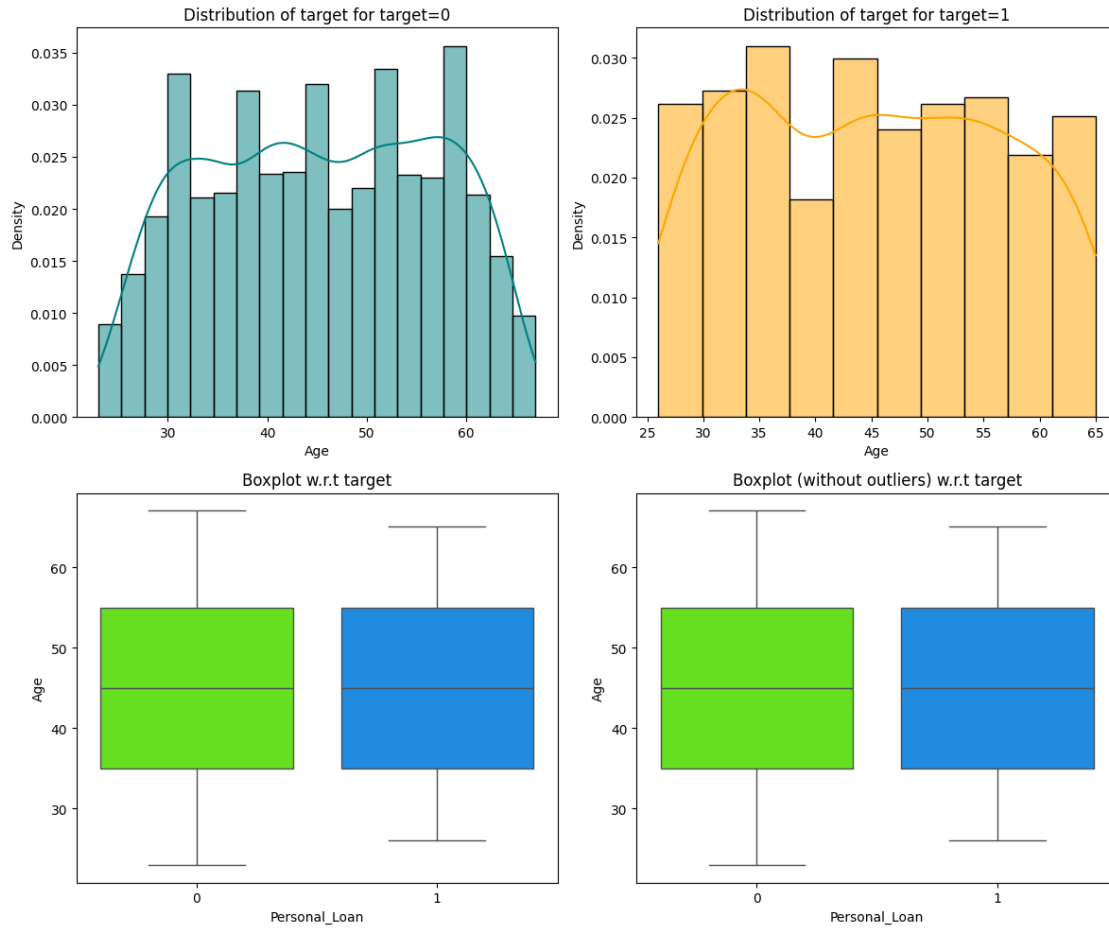 Distribution of target for target=0
Density
0.035
0.030
0.025
0.020
0.015
0.010
0.005
0.000
30 40 50 60
Age
Distribution of target for target=1
Density
0.030
0.025
0.020
0.015
0.010
0.005
0.000
25 30 35 40 45 50 55 60 65
Age
Boxplot w.r.t target
Age
60
50
40
30
0 1
Personal_Loan
Boxplot (without outliers) w.r.t target
Age
60
50
40
30
0 1
Personal_Loan